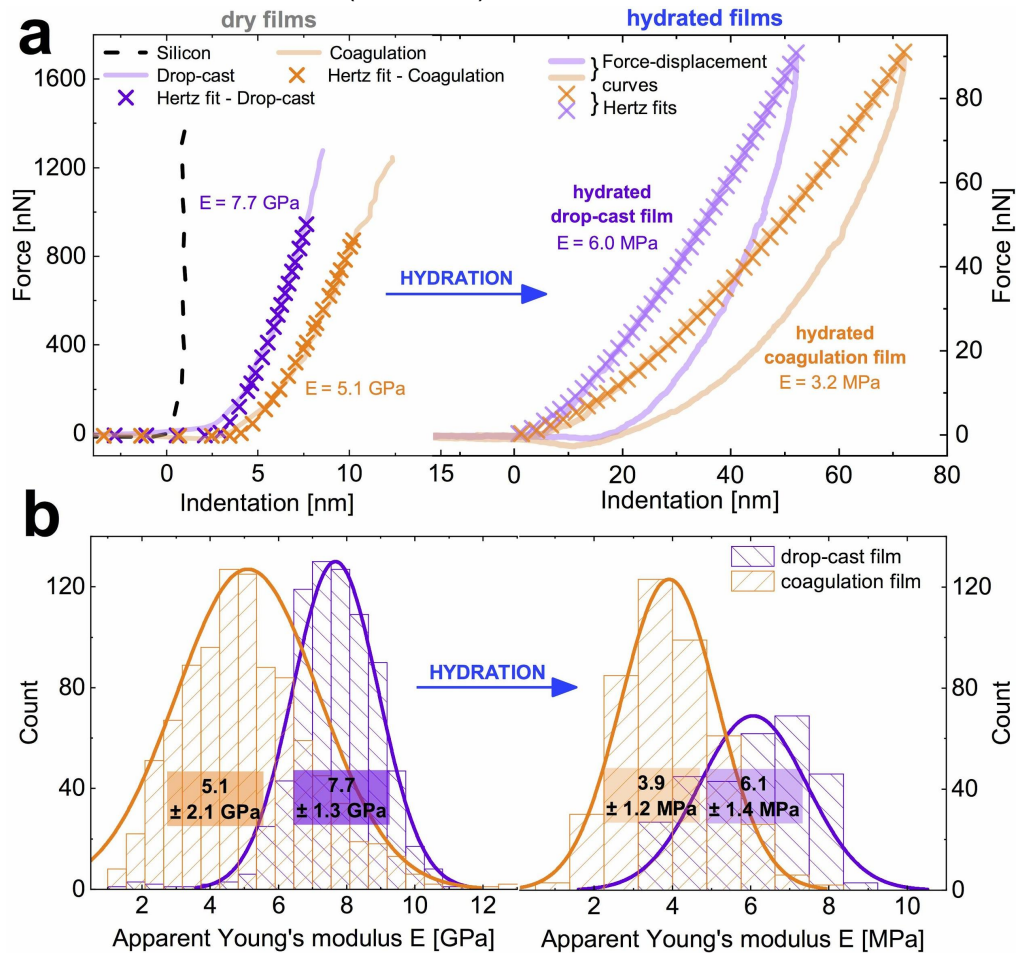 a
dry films
hydrated films
Silicon
Coagulation
Drop-cast
Hertz fit - Coagulation
Hertz fit - Drop-cast
Force-displacement
curves
Hertz fits
1600
1200
800
400
0
Force [nN]
E = 7.7 GPa
E = 5.1 GPa
HYDRATION
hydrated
drop-cast film
E = 6.0 MPa
hydrated
coagulation film
E = 3.2 MPa
80
60
40
20
0
Force [nN]
0 5 10 15 0 20 40 60 80
Indentation [nm]
Indentation [nm]
b
drop-cast film
coagulation film
120
80
40
0
Count
HYDRATION
5.1
± 2.1 GPa
7.7
± 1.3 GPa
3.9
± 1.2 MPa
6.1
± 1.4 MPa
120
80
40
0
Count
2 4 6 8 10 12 2 4 6 8 10
Apparent Young's modulus E [GPa]
Apparent Young's modulus E [MPa]